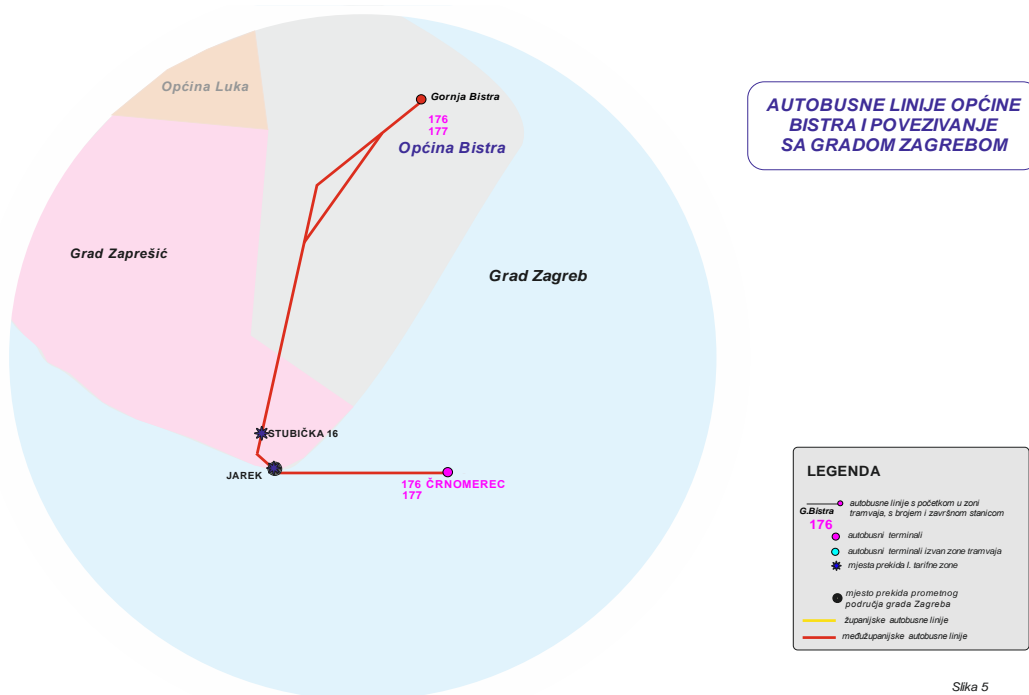 Općina Luka
Gornja Bistra
176
177
Općina Bistra
AUTOBUSNE LINIJE OPĆINE
BISTRA I POVEZIVANJE
SA GRADOM ZAGREBOM
Grad Zaprešić
Grad Zagreb
STUBIČKA 16
JAREK
176 ČRNOMEREC
177
LEGENDA
G.Bistra
176
autobusne linije s početkom u zoni
tramvaja, s brojem i završnom stanicom
autobusni terminali
autobusni terminali izvan zone tramvaja
mjesta prekida I. tarifne zone
mjesto prekida prometnog
područja grada Zagreba
županijske autobusne linije
međužupanijske autobusne linije
Slika 5